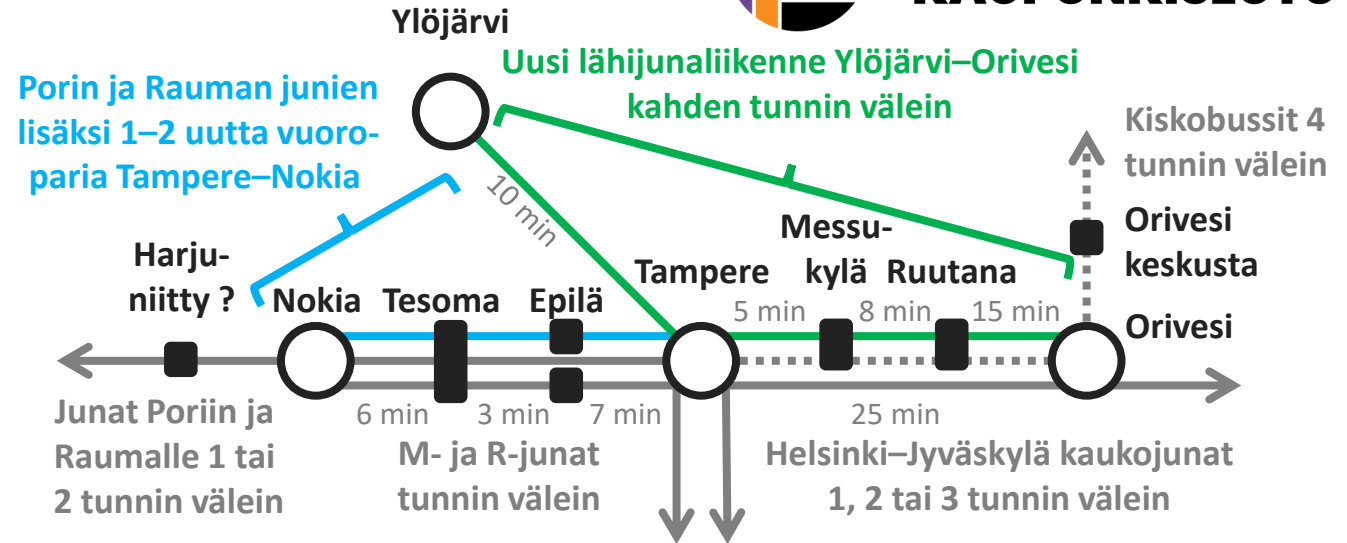 Ylöjärvi
Uusi lähijunaliikenne Ylöjärvi–Orivesi
kahden tunnin välein
Porin ja Rauman junien
lisäksi 1–2 uutta vuoro-
paria Tampere–Nokia
Kiskobussit 4
tunnin välein
10 min
Harju-
niitty ?
Nokia
Tesoma
Epilä
Tampere
Messu-
kylä
Ruutana
Orivesi
keskusta
5 min
8 min
15 min
Orivesi
6 min
3 min
7 min
25 min
Junat Poriin ja
Raumalle 1 tai
2 tunnin välein
M- ja R-junat
tunnin välein
Helsinki–Jyväskylä kaukojunat
1, 2 tai 3 tunnin välein